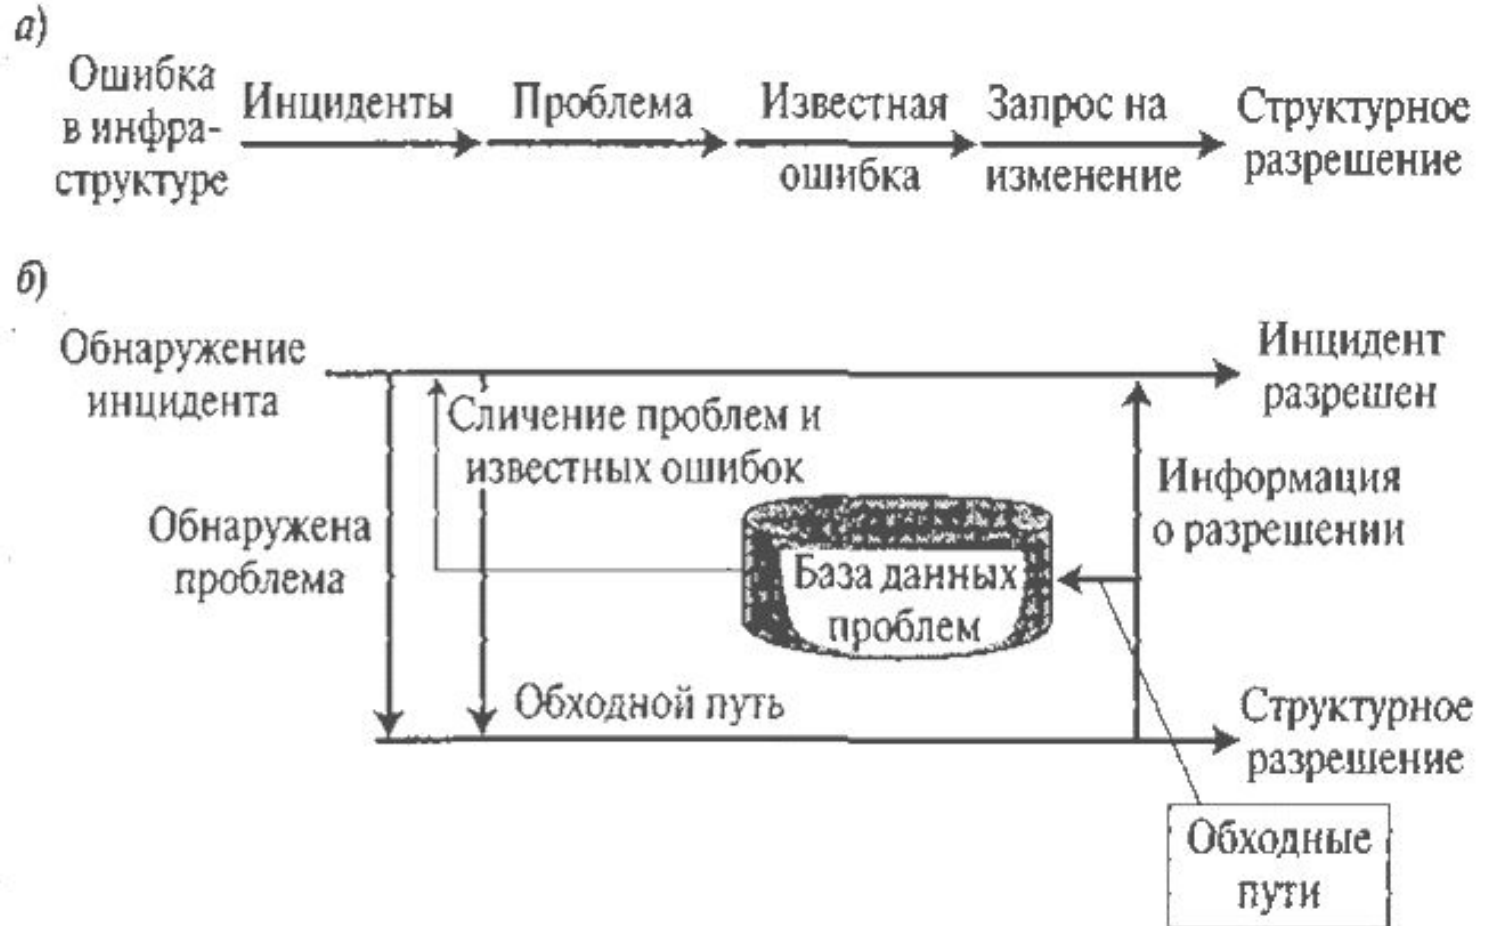 а)
Ошибка
в инфра-
структуре
Инциденты
Проблема
Известная
ошибка
Запрос на
изменение
Структурное
разрешение
б)
Обнаружение
инцидента
Инцидент
разрешен
Сличение проблем и
известных ошибок
Обнаружена
проблема
Информация
о разрешении
База данных
проблем
Обходной путь
Структурное
разрешение
Обходные
пути